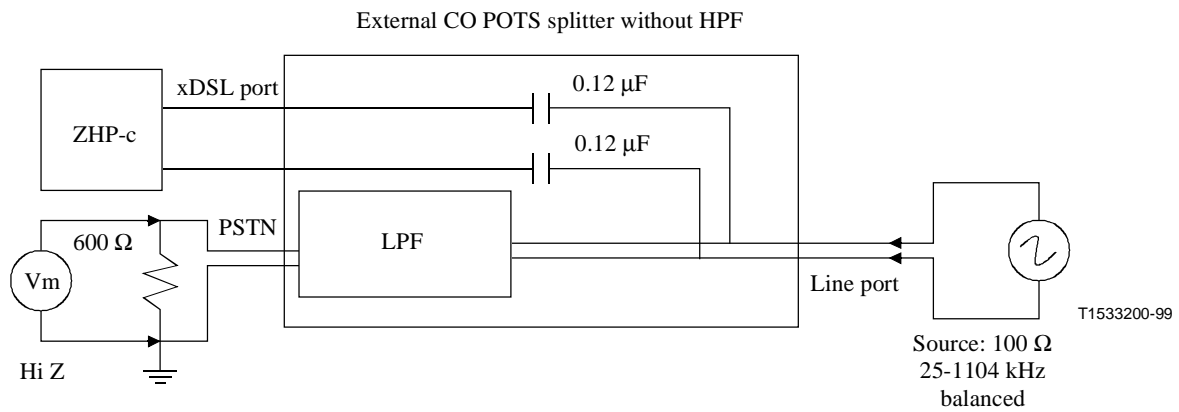 External CO POTS splitter without HPF
xDSL port
0.12 µF
ZHP-c
0.12 µF
PSTN
LPF
600 Ω
Vm
Line port
T1533200-99
Hi Z
Source: 100 Ω
25-1104 kHz
balanced